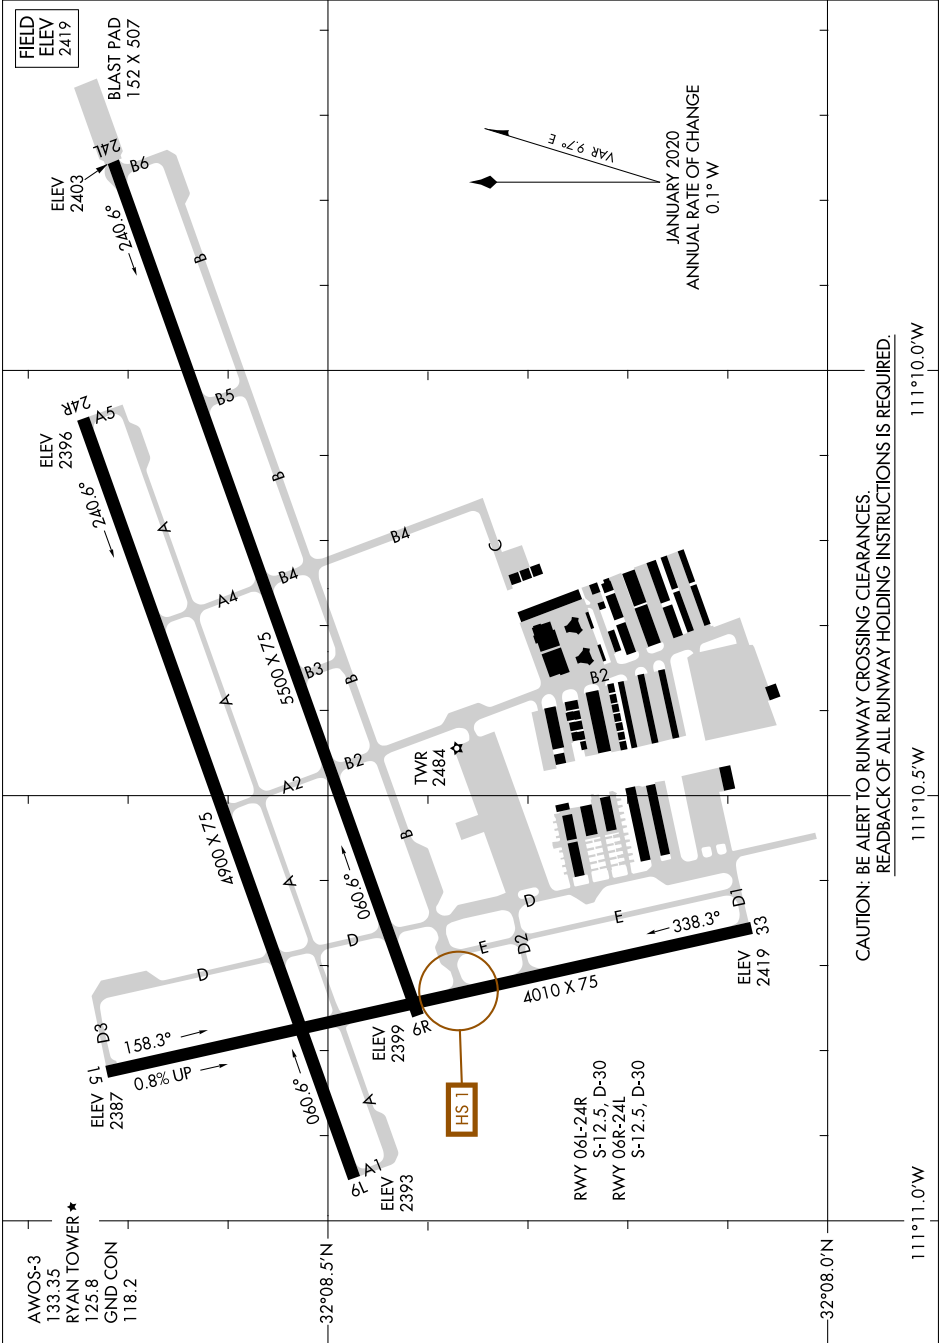 FIELD
ELEV
2419
BLAST PAD
152 X 507
24L
B6
ELEV
2403
240.6°
B
VAR 9.7° E
JANUARY 2020
ANNUAL RATE OF CHANGE
0.1° W
24R
A5
ELEV
2396
240.6°
B5
A
B
B4
C
A4
B4
5500 X 75
B3
B
A
B2
TWR
2484
B2
A2
4900 X 75
A
B
060.6°
D
D
D
E
E
D2
D1
338.3°
33
ELEV
2419
4010 X 75
D3
158.3°
0.8% UP
15
ELEV
2387
ELEV
2399
6R
HS 1
060.6°
A
A1
6L
ELEV
2393
RWY 06L-24R
S-12.5, D-30
RWY 06R-24L
S-12.5, D-30
AWOS-3
133.35
RYAN TOWER ★
125.8
GND CON
118.2
32°08.5'N
32°08.0'N
111°10.0'W
111°10.5'W
111°11.0'W
CAUTION: BE ALERT TO RUNWAY CROSSING CLEARANCES.
READBACK OF ALL RUNWAY HOLDING INSTRUCTIONS IS REQUIRED.